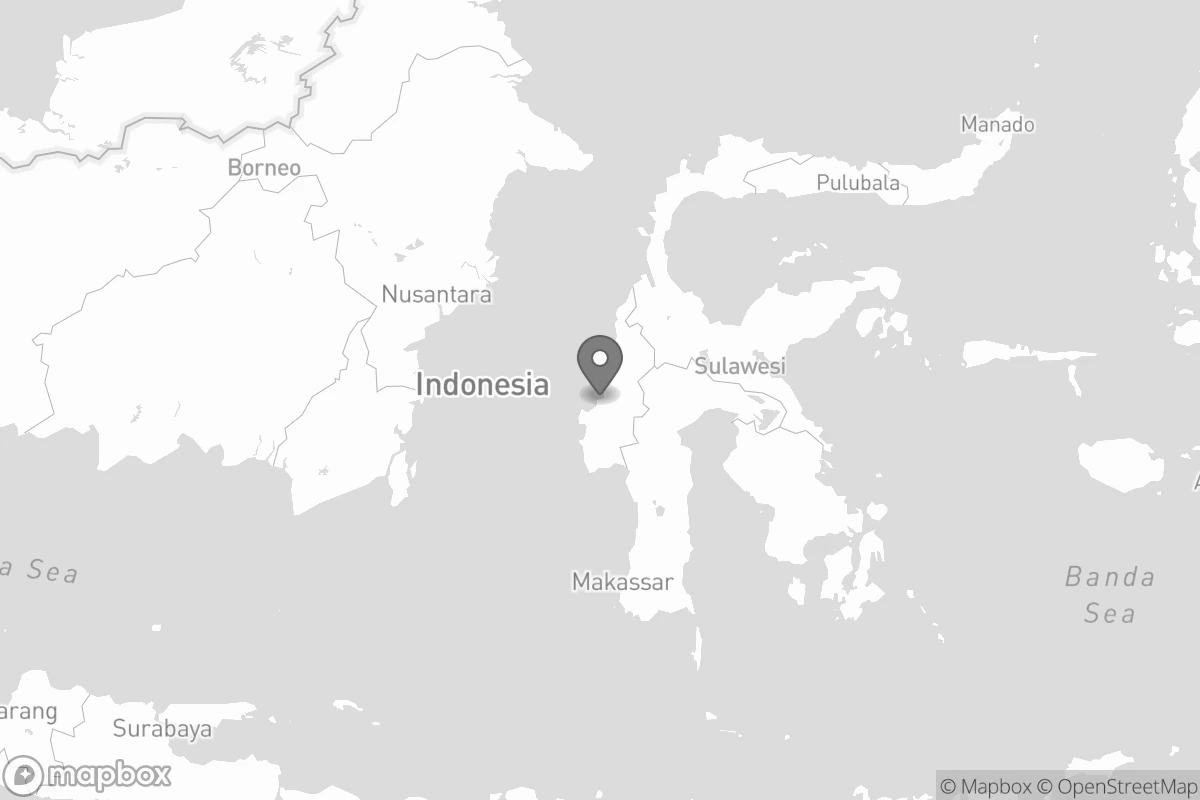 Manado
Borneo
Pulubala
Nusantara
Sulawesi
Indonesia
a Sea
Makassar
Banda
Sea
arang
Surabaya
mapbox
© Mapbox © OpenStreetMap